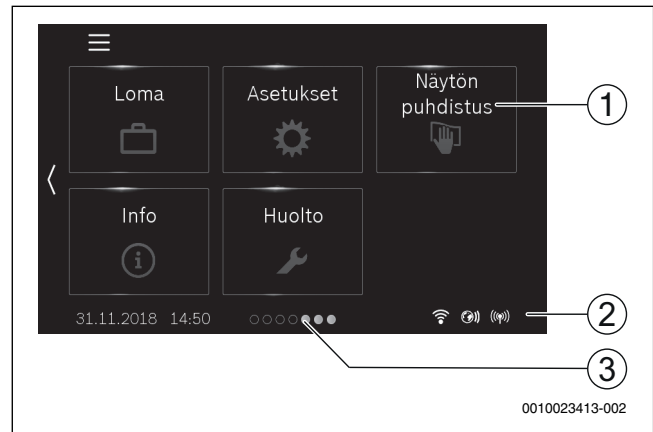 Loma
Asetukset
Näytön
puhdistus
1
Info
Huolto
31.11.2018 14:50
2
3
0010023413-002